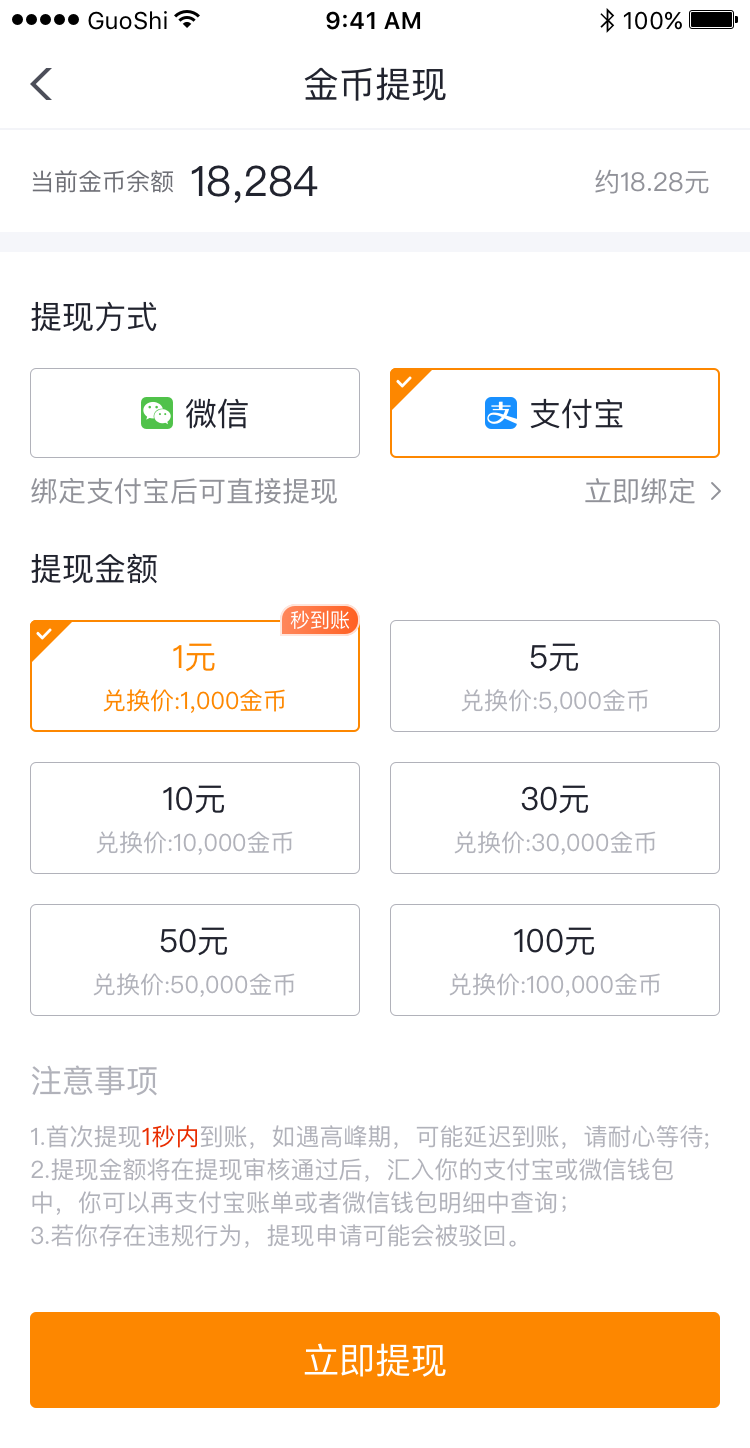 GuoShi 9:41 AM 100%
金币提现
当前金币余额 18,284 约18.28元
提现方式
微信 支付宝
绑定支付宝后可直接提现 立即绑定
提现金额
秒到账
1元 5元
兑换价:1,000金币 兑换价:5,000金币
10元 30元
兑换价:10,000金币 兑换价:30,000金币
50元 100元
兑换价:50,000金币 兑换价:100,000金币
注意事项
1.首次提现1秒内到账，如遇高峰期，可能延迟到账，请耐心等待;
2.提现金额将在提现审核通过后，汇入你的支付宝或微信钱包
中，你可以再支付宝账单或者微信钱包明细中查询；
3.若你存在违规行为，提现申请可能会被驳回。
立即提现